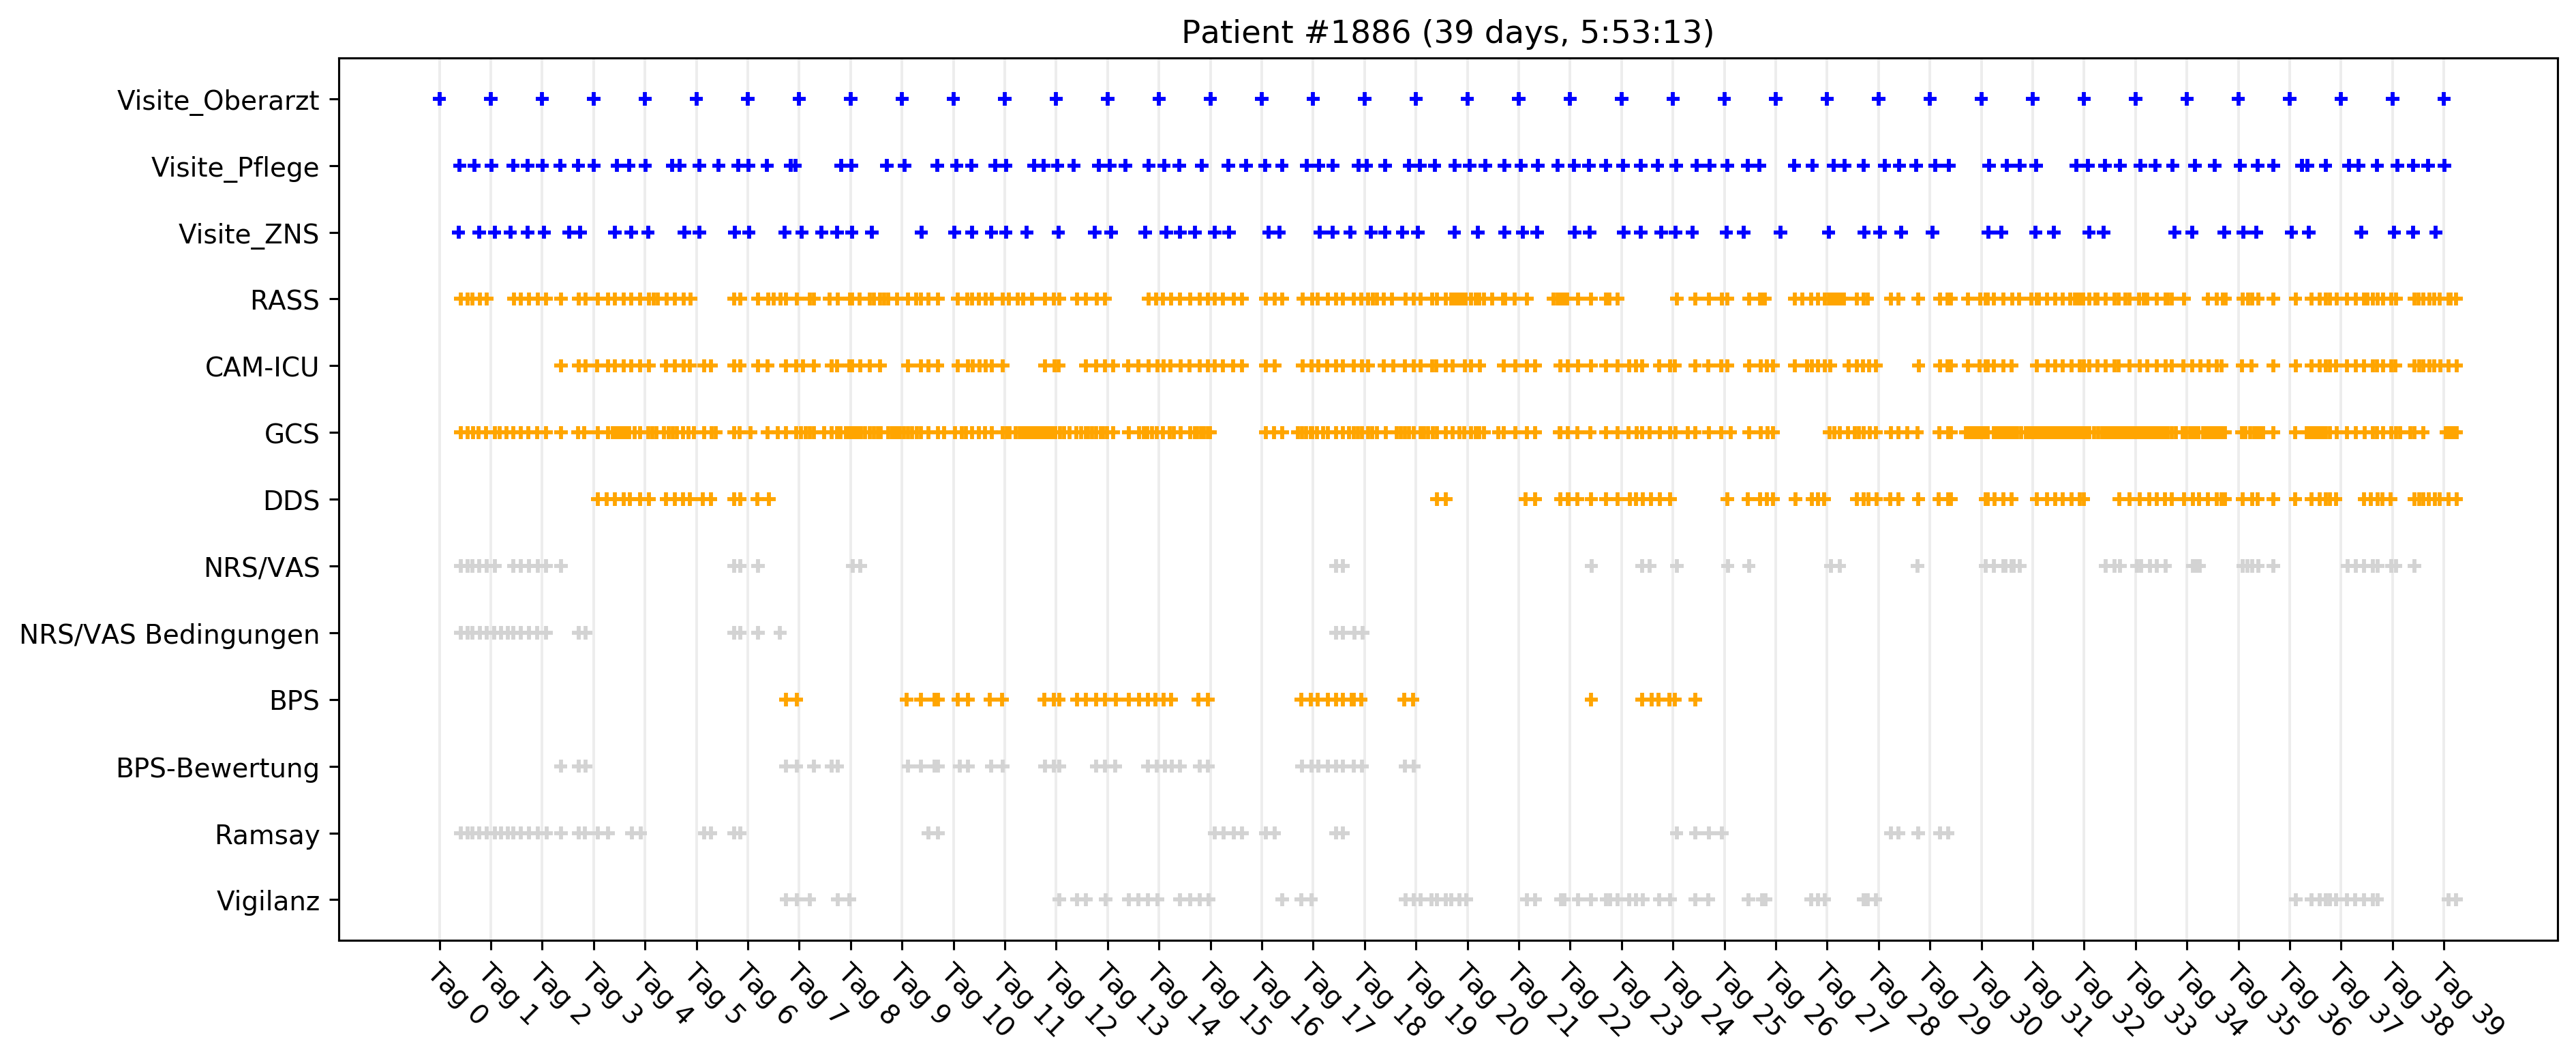 Patient #1886 (39 days, 5:53:13)
Visite_Oberarzt
Visite_Pflege
Visite_ZNS
RASS
CAM-ICU
GCS
DDS
NRS/VAS
NRS/VAS Bedingungen
BPS
BPS-Bewertung
Ramsay
Vigilanz
Tag 0
Tag 1
Tag 2
Tag 3
Tag 4
Tag 5
Tag 6
Tag 7
Tag 8
Tag 9
Tag 10
Tag 11
Tag 12
Tag 13
Tag 14
Tag 15
Tag 16
Tag 17
Tag 18
Tag 19
Tag 20
Tag 21
Tag 22
Tag 23
Tag 24
Tag 25
Tag 26
Tag 27
Tag 28
Tag 29
Tag 30
Tag 31
Tag 32
Tag 33
Tag 34
Tag 35
Tag 36
Tag 37
Tag 38
Tag 39